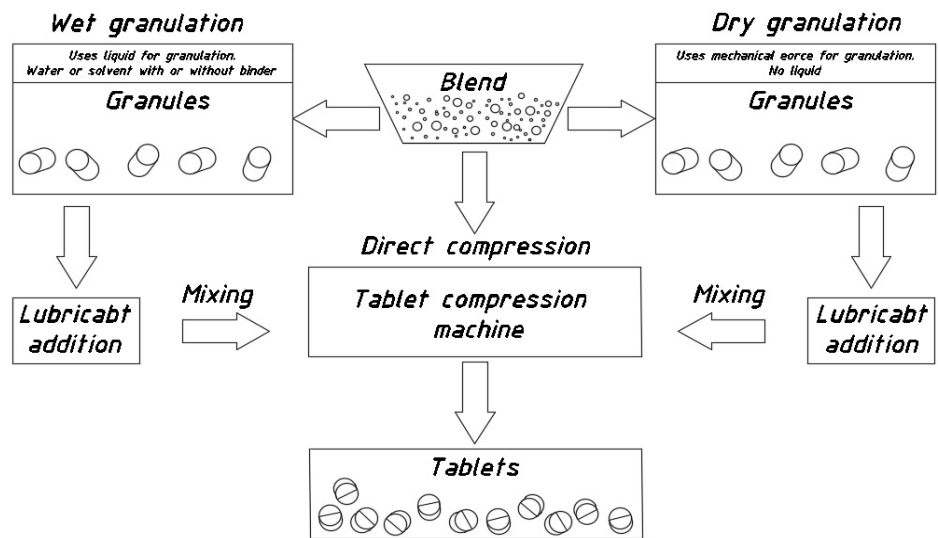 Wet granulation
Uses liquid for granulation.
Water or solvent with or without binder
Granules
Blend
Dry granulation
Uses mechanical eorce for granulation.
No liquid
Granules
Direct compression
Lubricabt
addition
Mixing
Tablet compression
machine
Mixing
Lubricabt
addition
Tablets